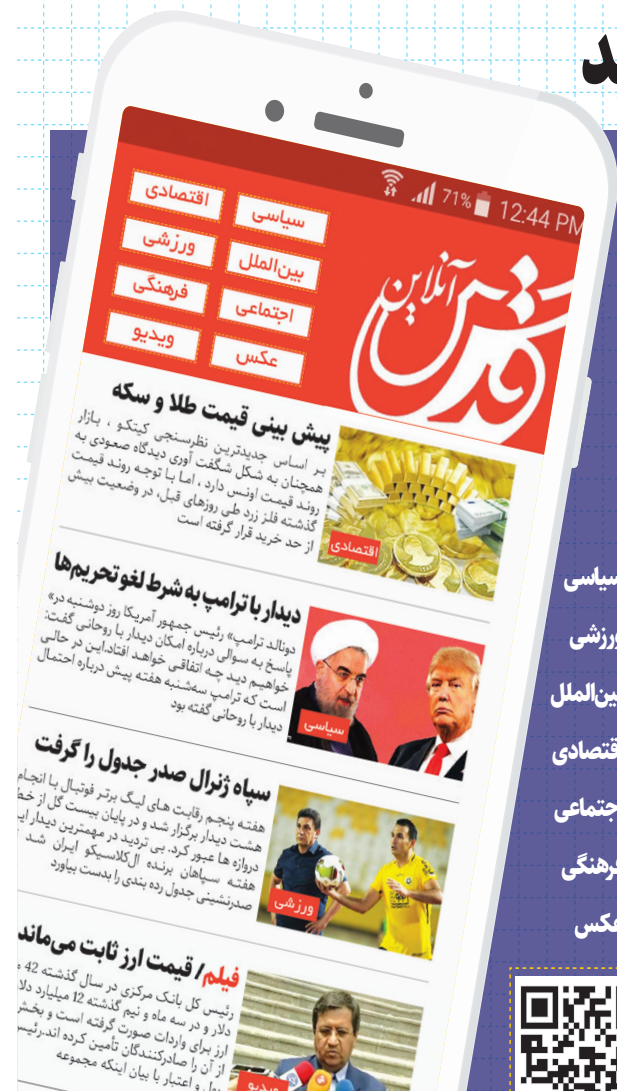 71% 12:44 PM
قدس آنلاین
سیاسی
اقتصادی
بین‌الملل
ورزشی
اجتماعی
فرهنگی
عکس
ویدیو
پیش بینی قیمت طلا و سکه
بر اساس جدیدترین نظرسنجی کیتکو ، بازار
همچنان به شکل شگفت آوری دیدگاه صعودی به
روند قیمت اونس دارد ، اما با توجه روند قیمت
گذشته فلز زرد طی روزهای قبل، در وضعیت بیش
از حد خرید قرار گرفته است
اقتصادی
دیدار با ترامپ به شرط لغو تحریم‌ها
دونالد ترامپ» رئیس جمهور آمریکا روز دوشنبه در»
پاسخ به سوالی درباره امکان دیدار با روحانی گفت:
خواهیم دید چه اتفاقی خواهد افتاد.این در حالی
است که ترامپ سه‌شنبه هفته پیش درباره احتمال
دیدار با روحانی گفته بود
سیاسی
سپاه ژنرال صدر جدول را گرفت
هفته پنجم رقابت های لیگ برتر فوتبال با انجام
هشت دیدار برگزار شد و در پایان بیست گل از خط
دروازه ها عبور کرد. بی تردید در مهمترین دیدار این
هفته سپاهان برنده ال‌کلاسیکو ایران شد
صدرنشینی جدول رده بندی را بدست بیاورد
ورزشی
فیلم/ قیمت ارز ثابت می‌ماند
رئیس کل بانک مرکزی در سال گذشته 42
دلار و در سه ماه و نیم گذشته 12 میلیارد دلار
ارز برای واردات صورت گرفته است و بخش
از آن را صادرکنندگان تأمین کرده اند.رئیس
پول و اعتبار با بیان اینکه مجموعه
ویدیو
سیاسی
ورزشی
بین‌الملل
اقتصادی
اجتماعی
فرهنگی
عکس